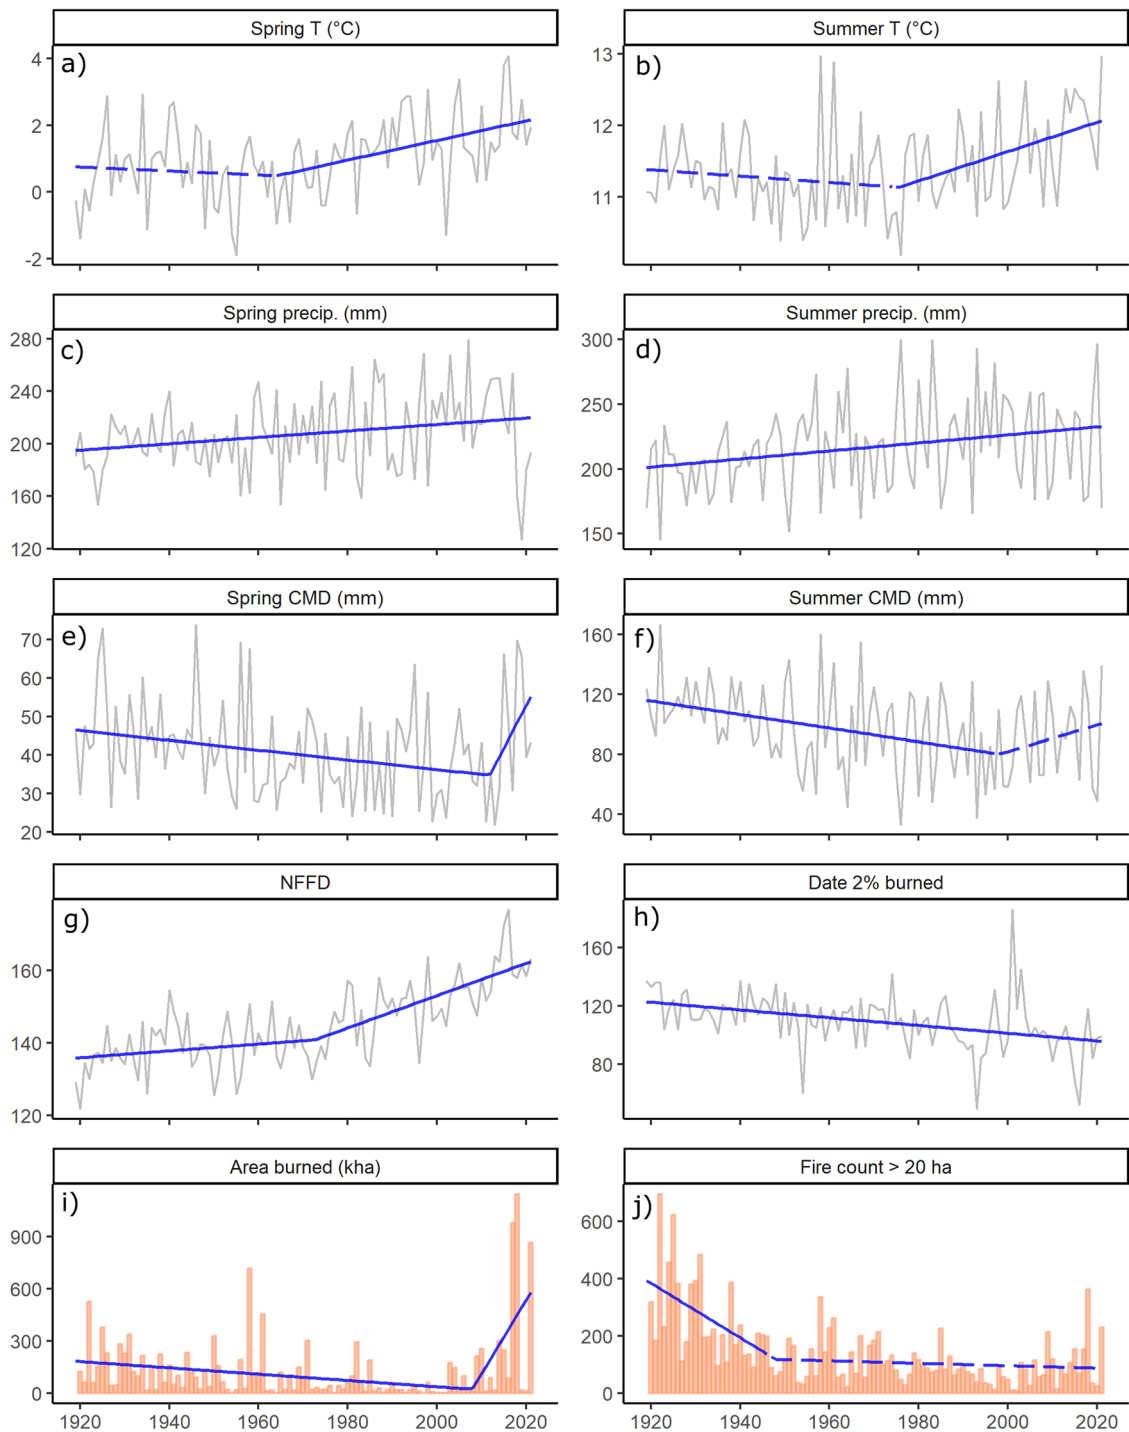 Spring T (°C)
Summer T (°C)
a)
b)
4
2
0
-2
13
12
11
Spring precip. (mm)
Summer precip. (mm)
c)
d)
280
240
200
160
120
300
250
200
150
Spring CMD (mm)
Summer CMD (mm)
e)
f)
70
60
50
40
30
20
160
120
80
40
NFFD
Date 2% burned
g)
h)
160
140
120
160
120
80
Area burned (kha)
Fire count > 20 ha
i)
j)
900
600
300
0
600
400
200
0
1920 1940 1960 1980 2000 2020
1920 1940 1960 1980 2000 2020